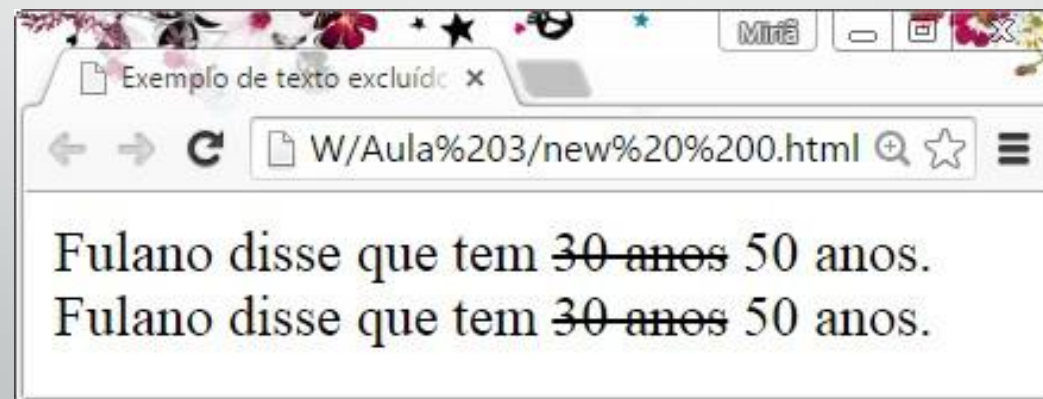 Miriã
Exemplo de texto excluíd
W/Aula%203/new%20%200.html
Fulano disse que tem ~~30 anos~~ 50 anos.
Fulano disse que tem ~~30 anos~~ 50 anos.